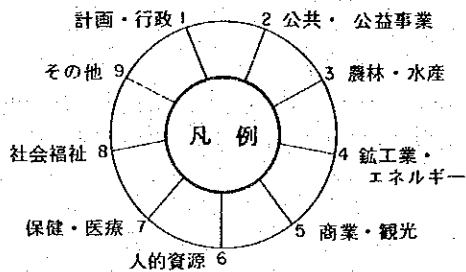 計画・行政 1
2 公共・公益事業
3 農林・水産
4 鉱工業・
エネルギー
5 商業・観光
人的資源 6
保健・医療 7
社会福祉 8
その他 9
凡例